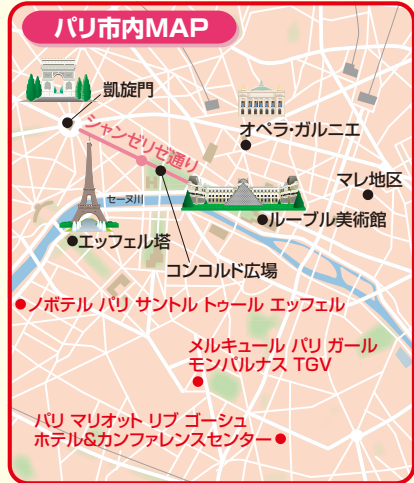 パリ市内MAP
凱旋門
シャンゼリゼ通り
オペラ・ガルニエ
マレ地区
セーヌ川
ルーブル美術館
エッフェル塔
コンコルド広場
ノボテル パリ サントル トゥール エッフェル
メルキュール パリ ガール
モンパルナス TGV
パリ マリオット リブ ゴーシュ
ホテル&カンファレンスセンター